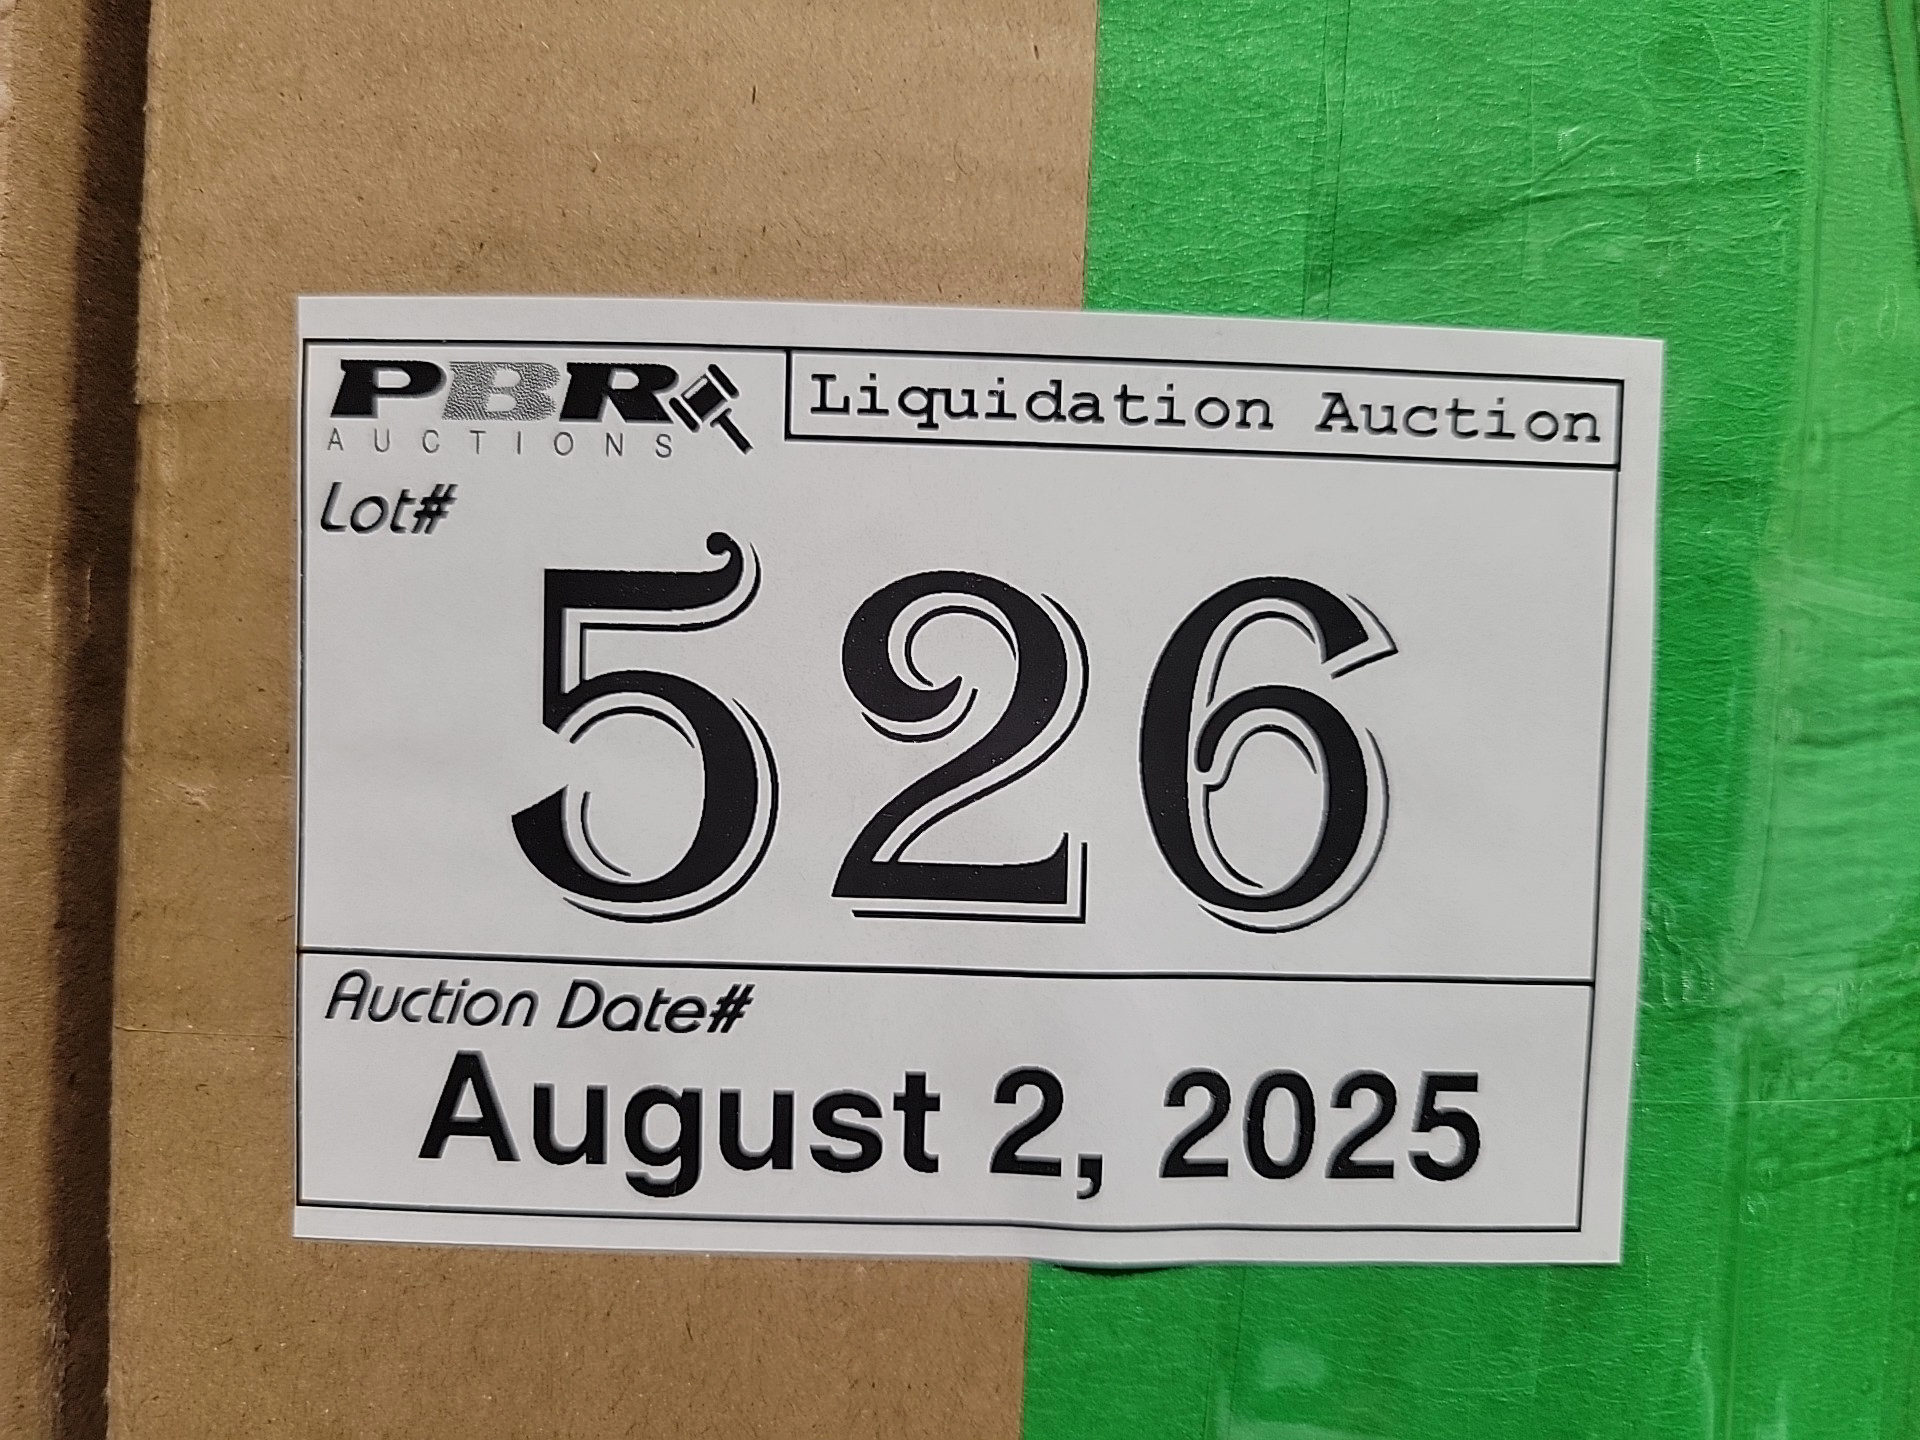 PBR
AUCTIONS
Liquidation Auction
Lot#
526
Auction Date#
August 2, 2025